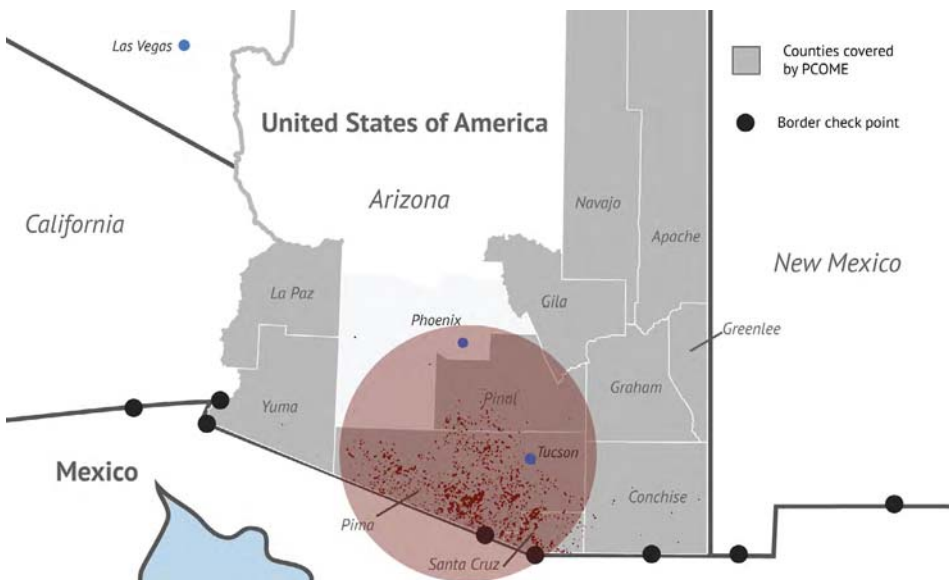 Las Vegas
Counties covered
by PCOME
Border check point
United States of America
Arizona
California
Navajo
Apache
New Mexico
La Paz
Gila
Phoenix
Greenlee
Graham
Pinal
Yuma
Tucson
Mexico
Conchise
Pima
Santa Cruz